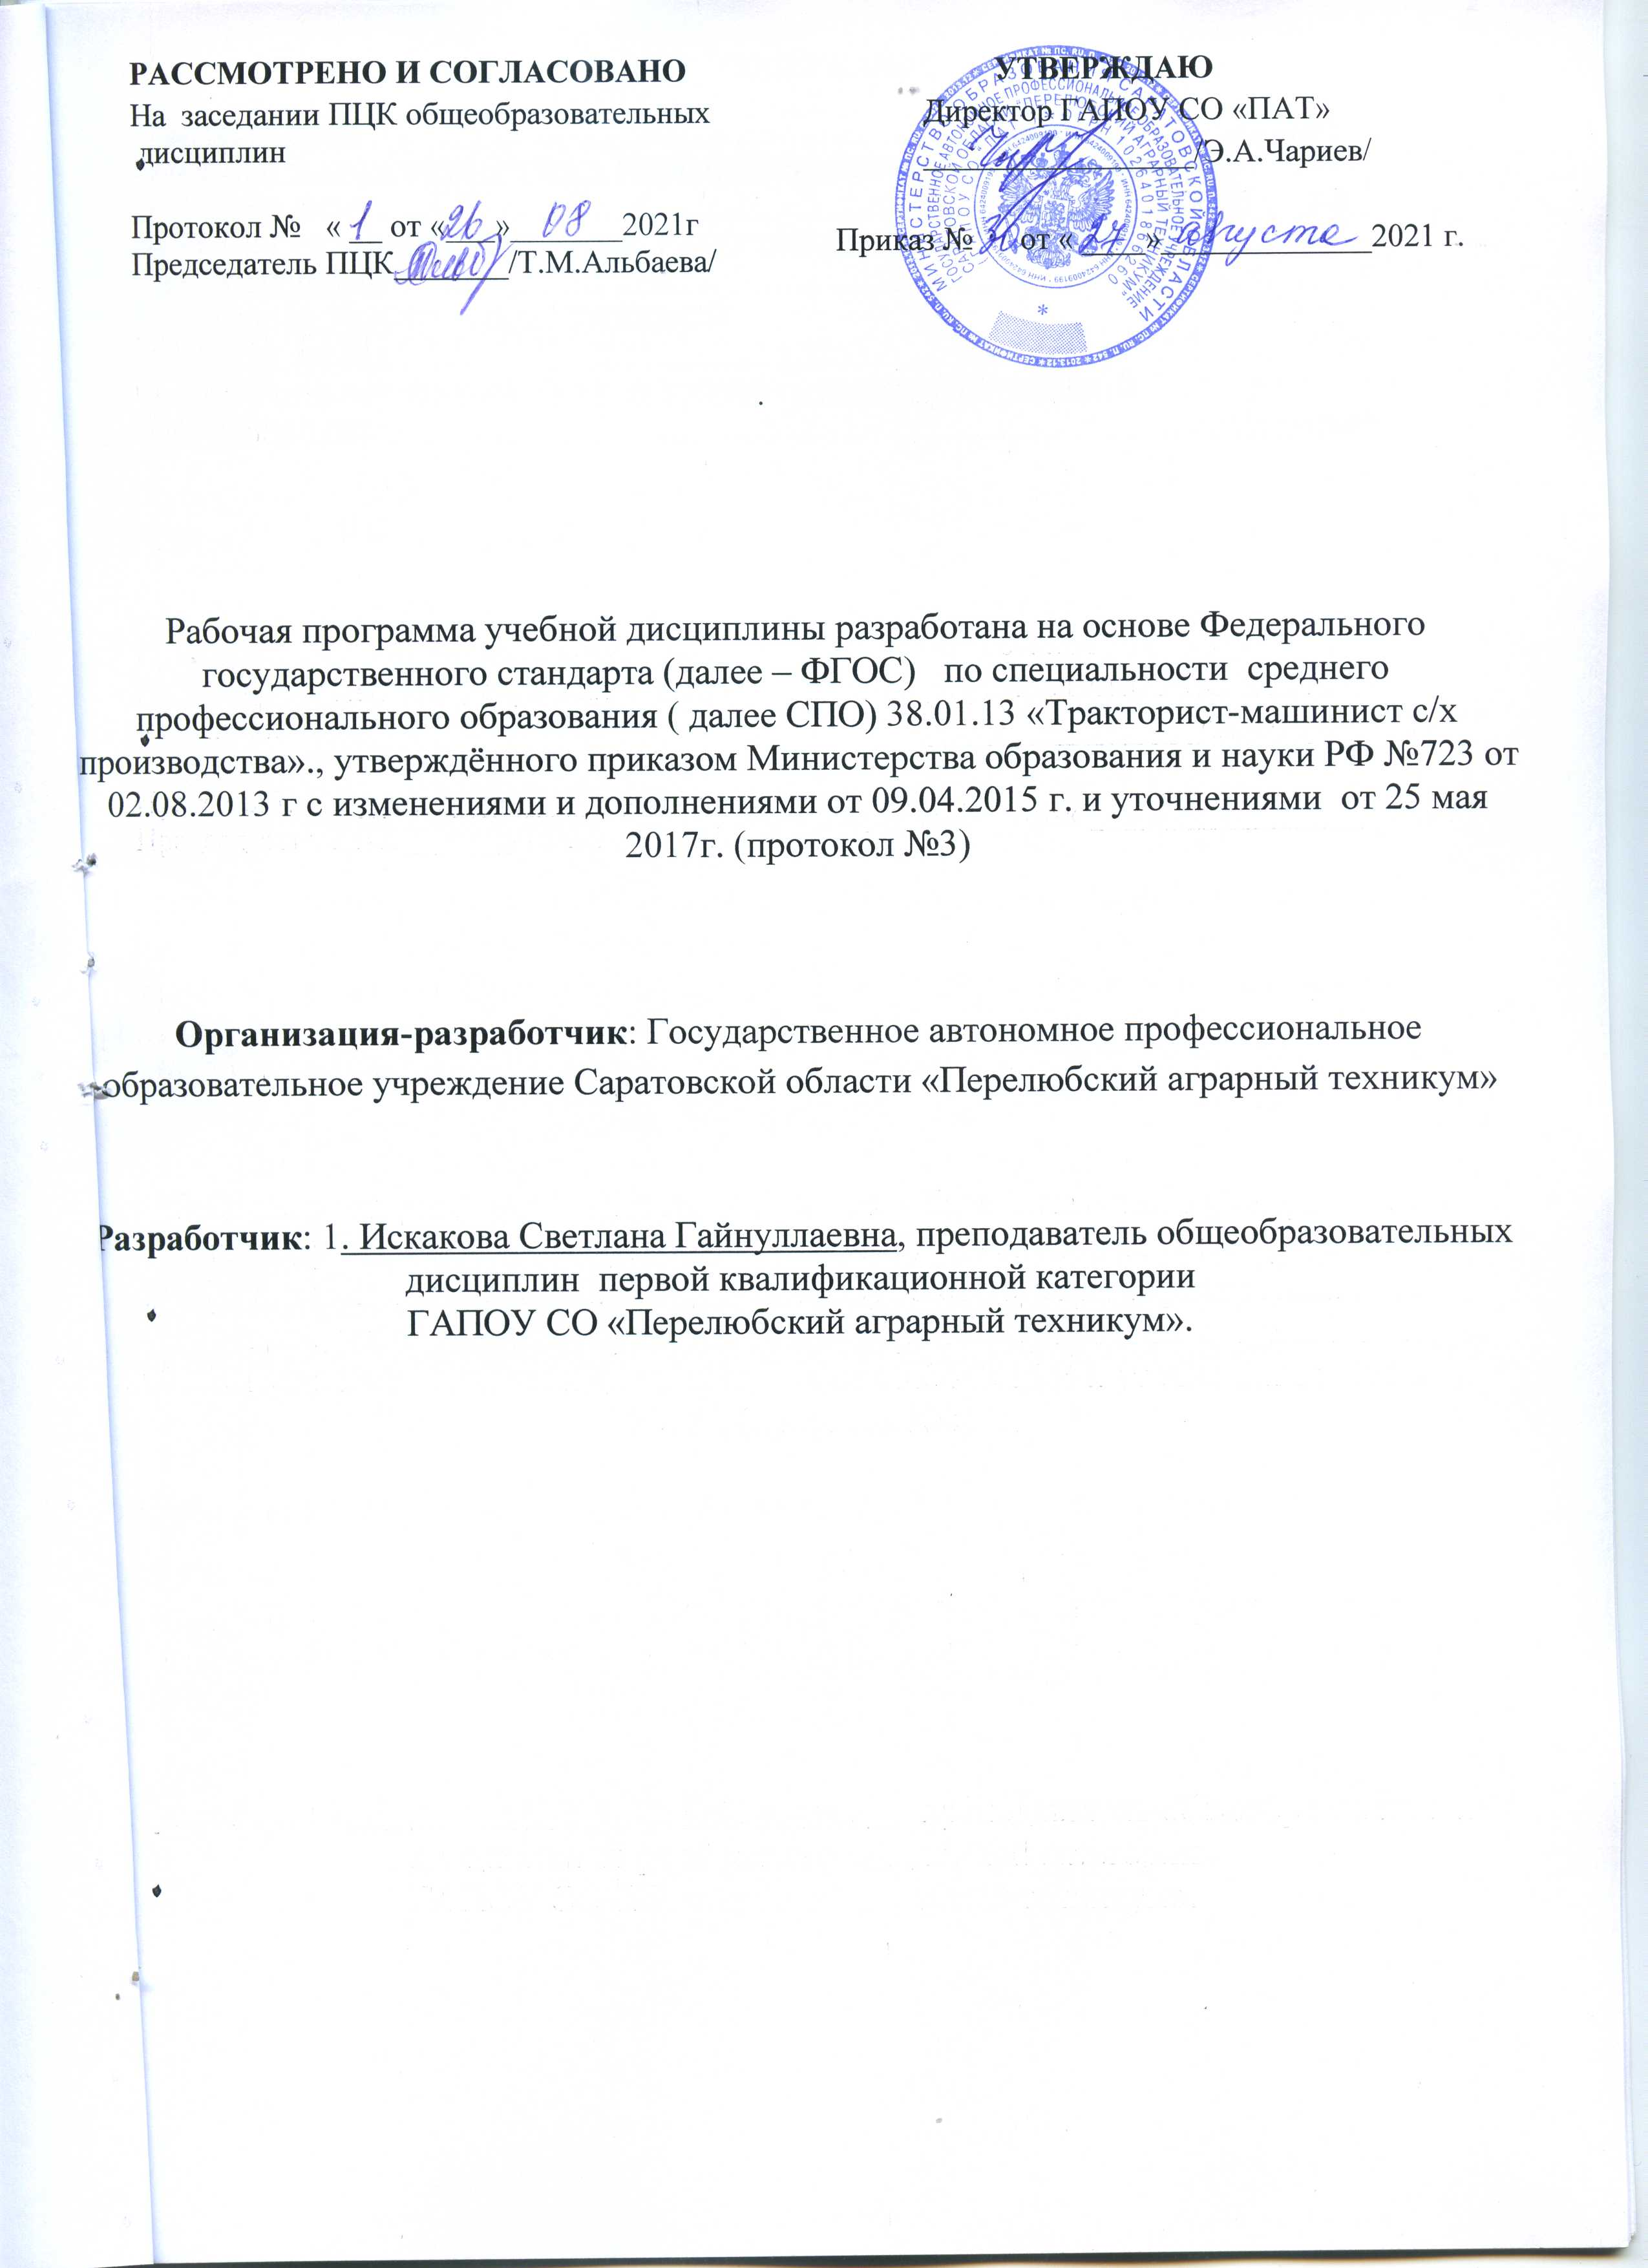 РАССМОТРЕНО И СОГЛАСОВАНО
На заседании ПЦК общеобразовательных
дисциплин
Протокол № « 1 от «26 » 08 2021г
Председатель ПЦК________/Т.М.Альбаева/
УТВЕРЖДАЮ
Директор ГАПОУ СО «ПАТ»
/Э.А.Чариев/
Приказ № от « 27 » августа 2021 г.
Рабочая программа учебной дисциплины разработана на основе Федерального
государственного стандарта (далее – ФГОС) по специальности среднего
профессионального образования ( далее СПО) 38.01.13 «Тракторист-машинист с/х
производства»., утверждённого приказом Министерства образования и науки РФ №723 от
02.08.2013 г с изменениями и дополнениями от 09.04.2015 г. и уточнениями от 25 мая
2017г. (протокол №3)
Организация-разработчик: Государственное автономное профессиональное
образовательное учреждение Саратовской области «Перелюбский аграрный техникум»
Разработчик: 1. Искакова Светлана Гайнуллаевна, преподаватель общеобразовательных
дисциплин первой квалификационной категории
ГАПОУ СО «Перелюбский аграрный техникум».